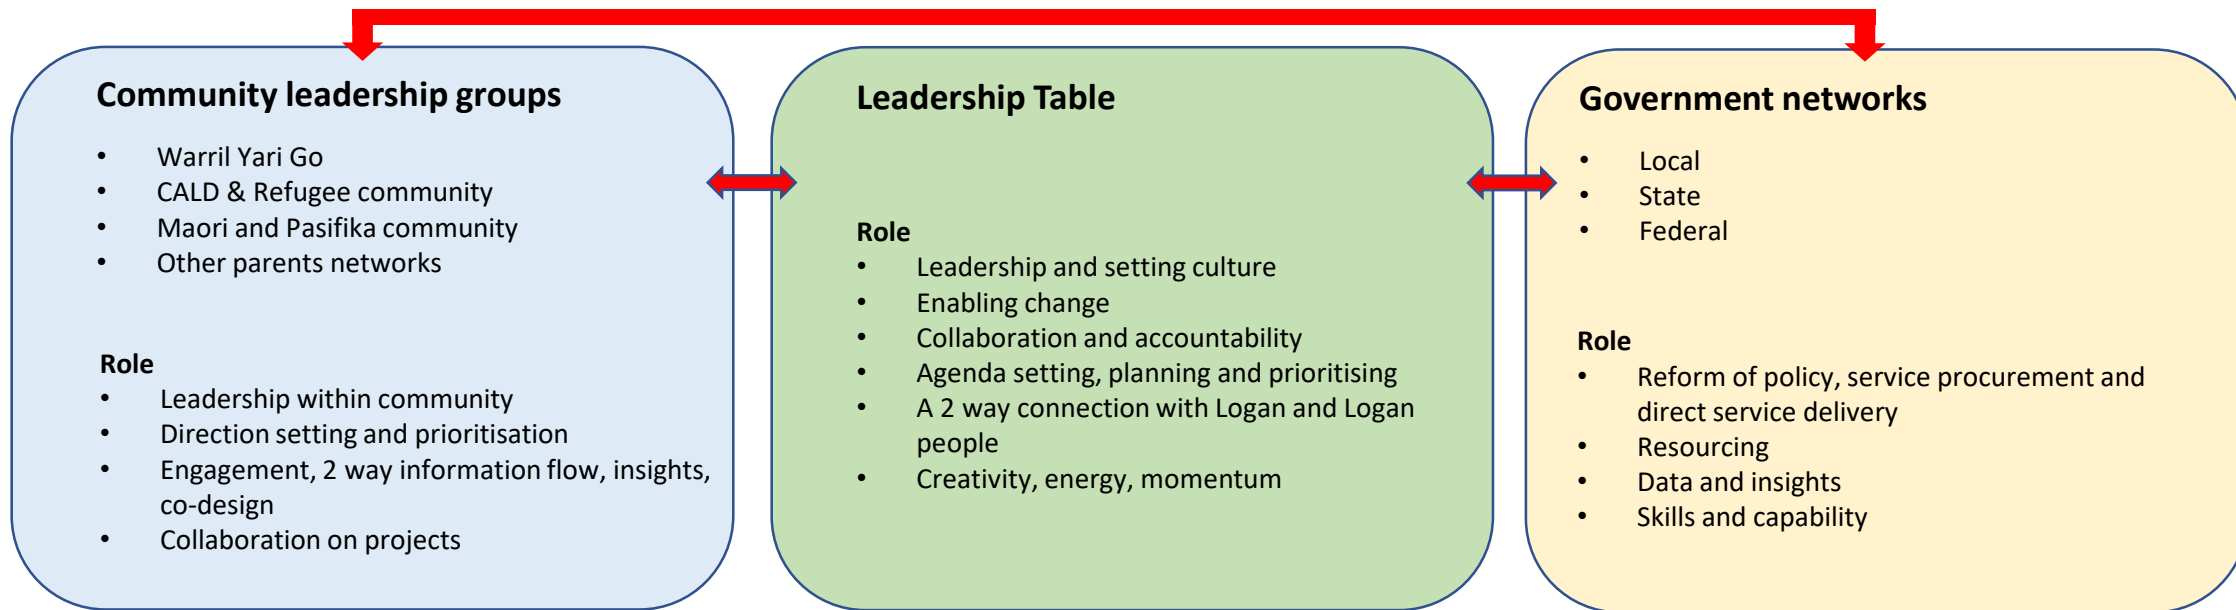 Community leadership groups
• Warril Yari Go
• CALD & Refugee community
• Maori and Pasifika community
• Other parents networks
Role
• Leadership within community
• Direction setting and prioritisation
• Engagement, 2 way information flow, insights,
co-design
• Collaboration on projects
Leadership Table
Role
• Leadership and setting culture
• Enabling change
• Collaboration and accountability
• Agenda setting, planning and prioritising
• A 2 way connection with Logan and Logan
people
• Creativity, energy, momentum
Government networks
• Local
• State
• Federal
Role
• Reform of policy, service procurement and
direct service delivery
• Resourcing
• Data and insights
• Skills and capability